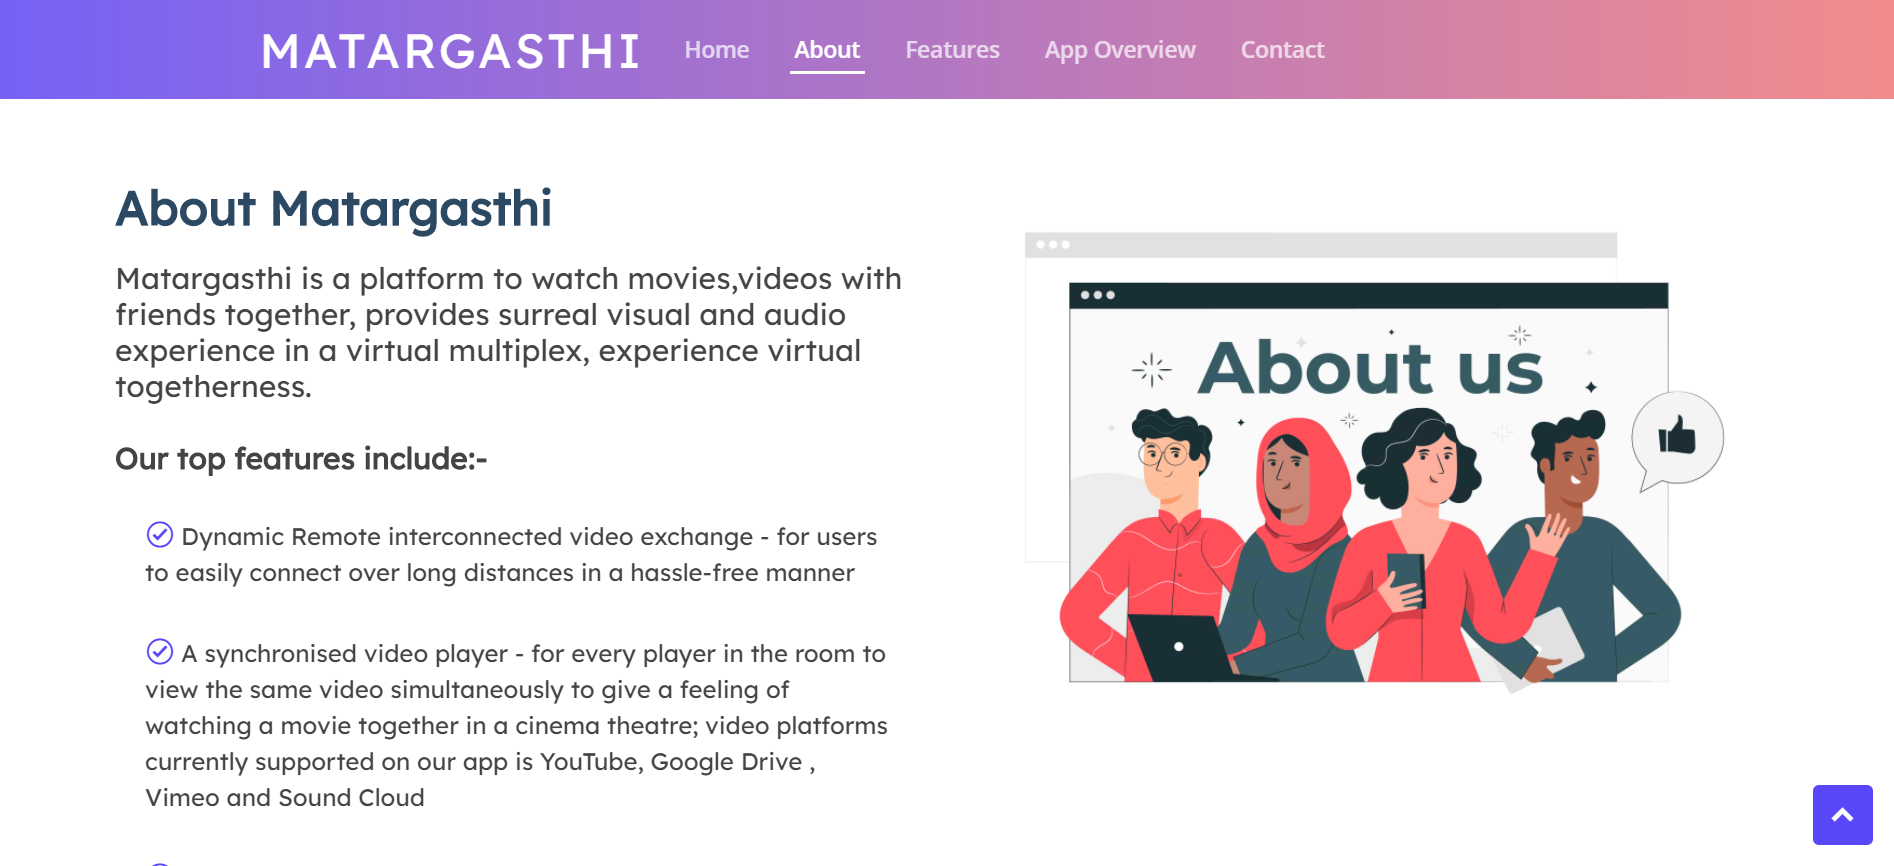 MATARGASTHI Home About Features App Overview Contact
About Matargasthi
Matargasthi is a platform to watch movies,videos with
friends together, provides surreal visual and audio
experience in a virtual multiplex, experience virtual
togetherness.
Our top features include:-
Dynamic Remote interconnected video exchange - for users
to easily connect over long distances in a hassle-free manner
A synchronised video player - for every player in the room to
view the same video simultaneously to give a feeling of
watching a movie together in a cinema theatre; video platforms
currently supported on our app is YouTube, Google Drive ,
Vimeo and Sound Cloud
About us